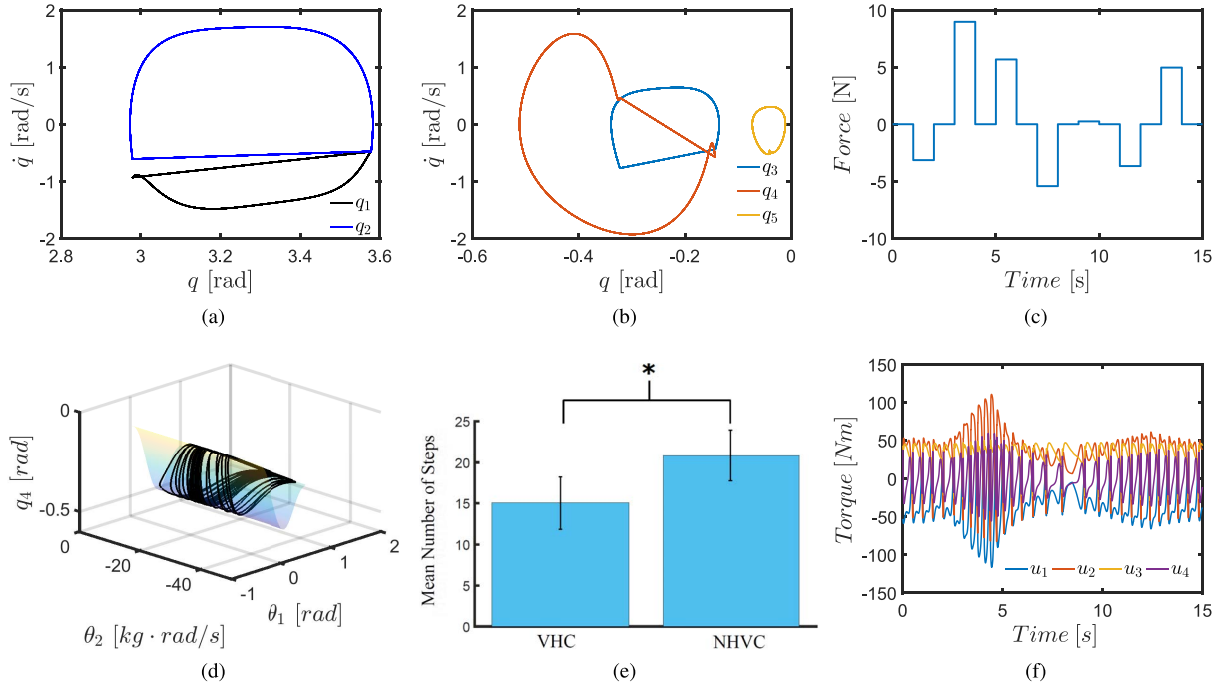 2
1
0
-1
-2
q̇ [rad/s]
2.8
3
3.2
3.4
3.6
q [rad]
q₁
q₂
(a)
2
1
0
-1
-2
q̇ [rad/s]
-0.6
-0.4
-0.2
0
q [rad]
q₃
q₄
q₅
(b)
10
5
0
-5
-10
Force [N]
0
5
10
15
Time [s]
(c)
0
-0.5
q₄ [rad]
0
-20
-40
θ₂ [kg · rad/s]
-1
0
1
2
θ₁ [rad]
(d)
*
25
20
15
10
5
0
Mean Number of Steps
VHC
NHVC
(e)
150
100
50
0
-50
-100
-150
Torque [Nm]
u₁ u₂ u₃ u₄
0
5
10
15
Time [s]
(f)